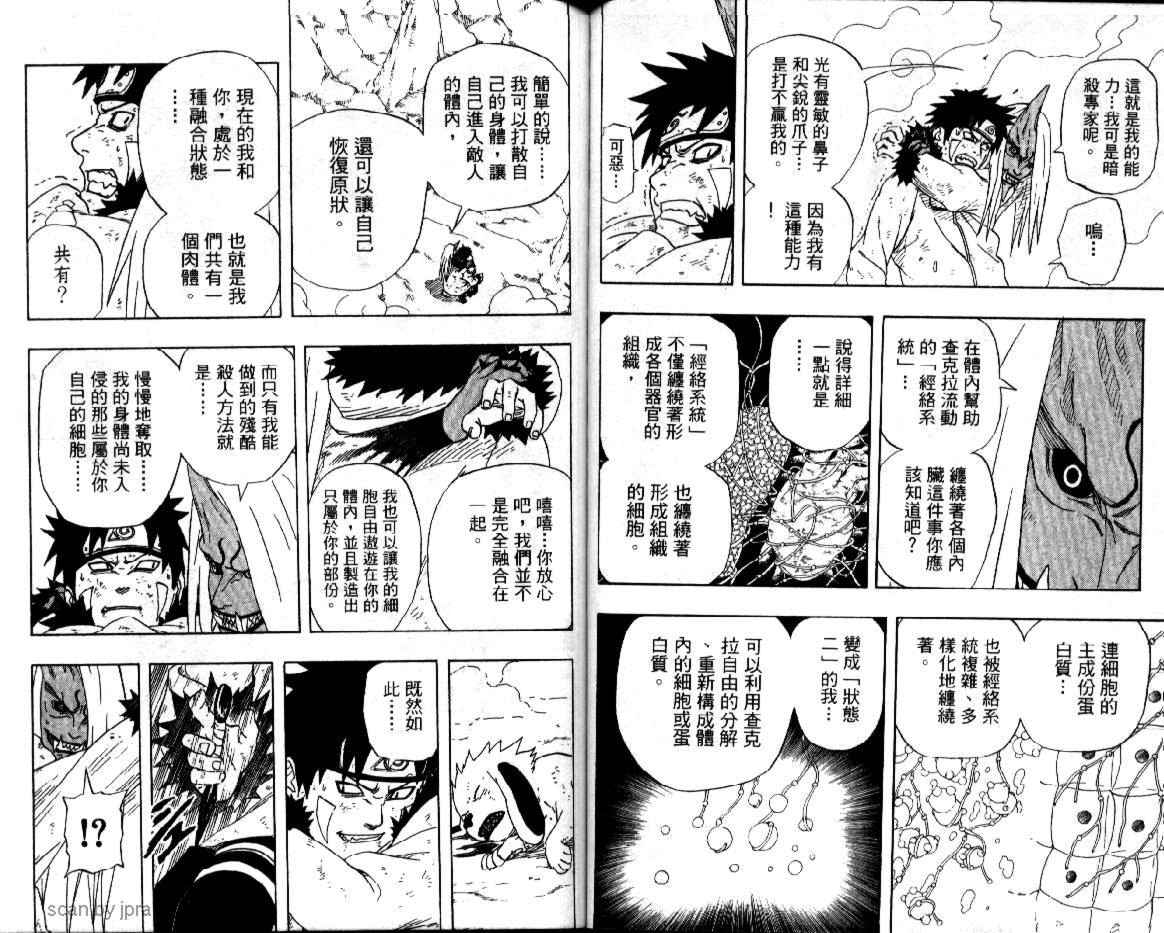 這就是我的能
力…我可是暗
殺專家呢。
嗚…
光有靈敏的鼻子
和尖銳的爪子…
是打不贏我的。
因為我有
這種能力
！
可惡…
在體內幫助
查克拉流動
的「經絡系
統」…
纏繞著各個內
臟這件事你應
該知道吧？
說得詳細
一點就是
……
「經絡系統」
不僅纏繞著形
成各個器官的
組織，
也纏繞著
形成組織
的細胞。
連細胞的
主成份蛋
白質…
也被經絡系
統複雜、多
樣化地纏繞
著。
變成「狀態
二」的我…
可以利用查克
拉自由的分解
、重新構成體
內的細胞或蛋
白質。
簡單的說……
我可以打散自
己的身體，讓
自己進入敵人
的體內，
還可以讓自己
恢復原狀。
現在的我和
你，處於一
種融合狀態
……
也就是我
們共有一
個肉體。
共有？
嘻嘻…你放心
吧，我們並不
是完全融合在
一起。
我也可以讓我的細
胞自由遨遊在你的
體內，並且製造出
只屬於你的部份。
而只有我能
做到的殘酷
殺人方法就
是……
慢慢地奪取……
我的身體尚未入
侵的那些屬於你
自己的細胞……
既然如
此……
!?
scan by jpra